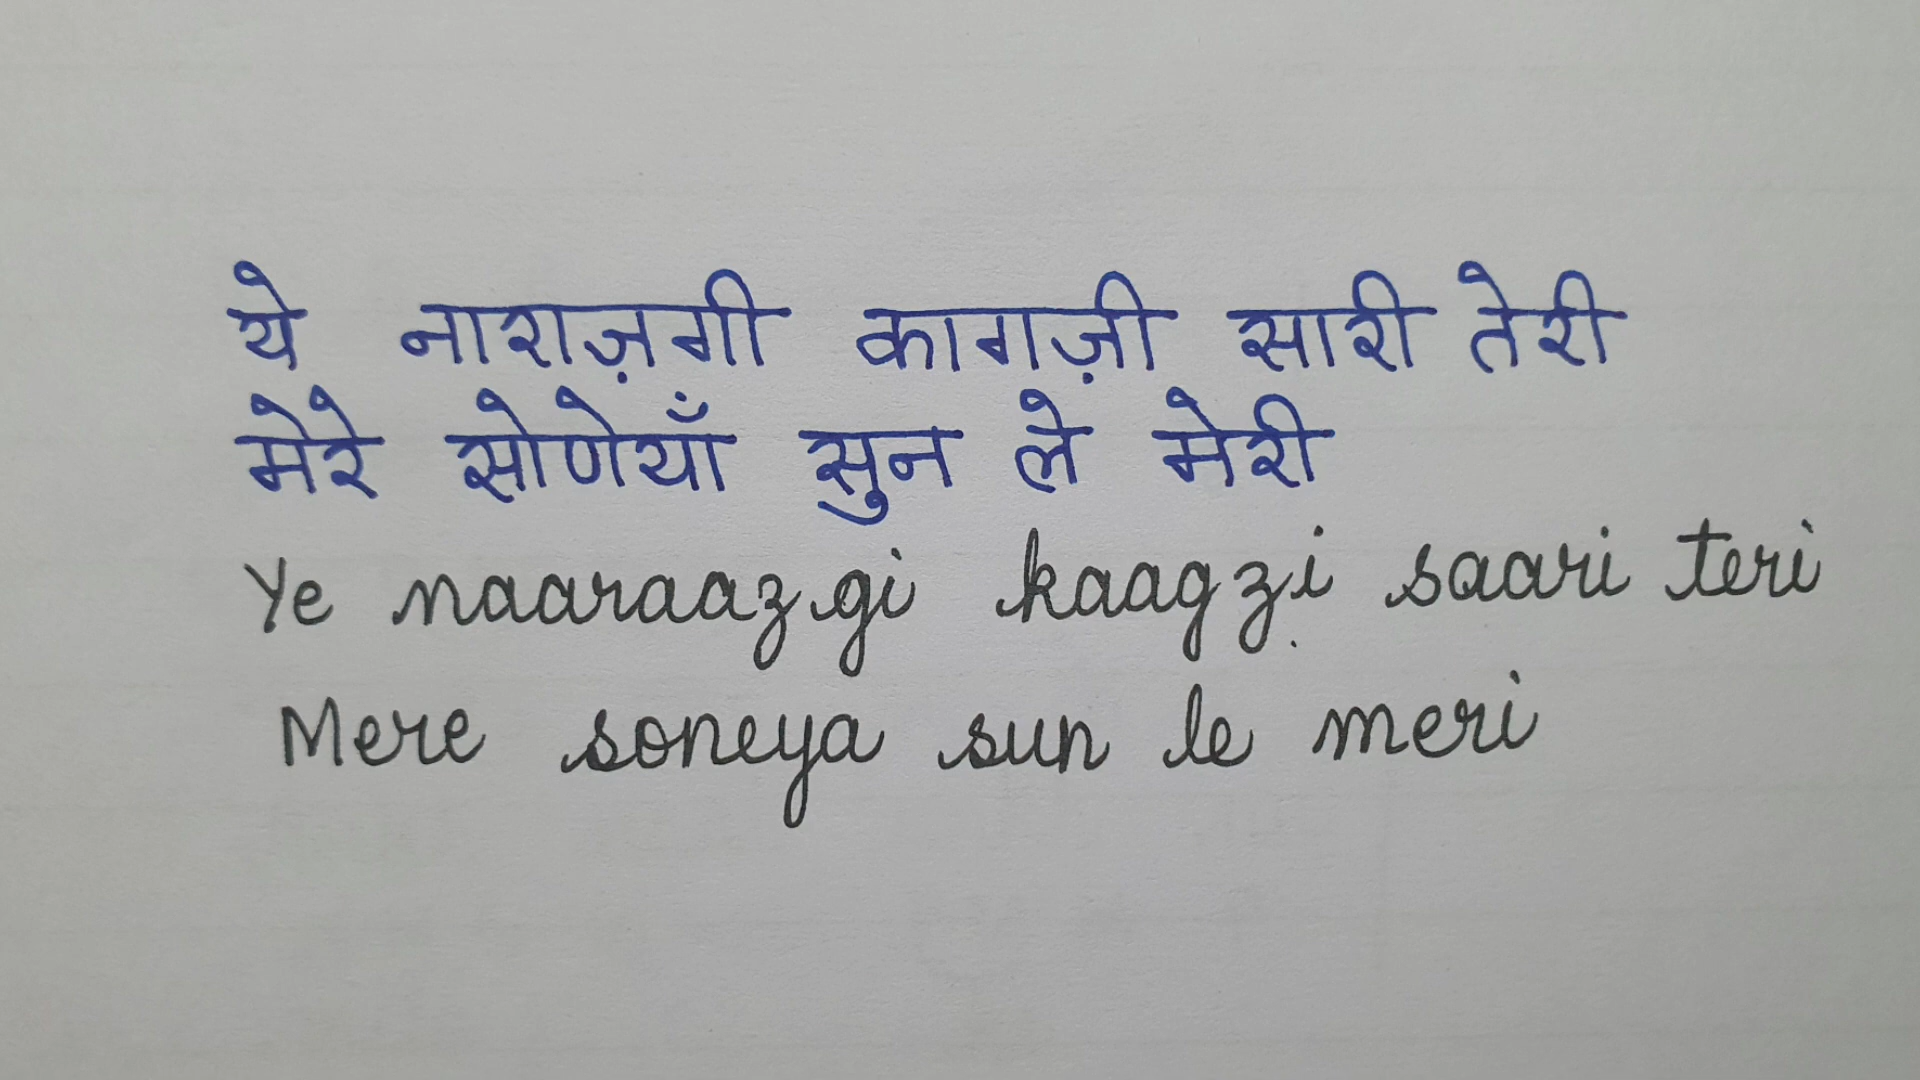 ये नाराज़गी कागज़ी सारी तेरी
मेरे सोणेयाँ सुन ले मेरी
Ye naaraazgi kaagzi saari teri
Mere soneya sun le meri